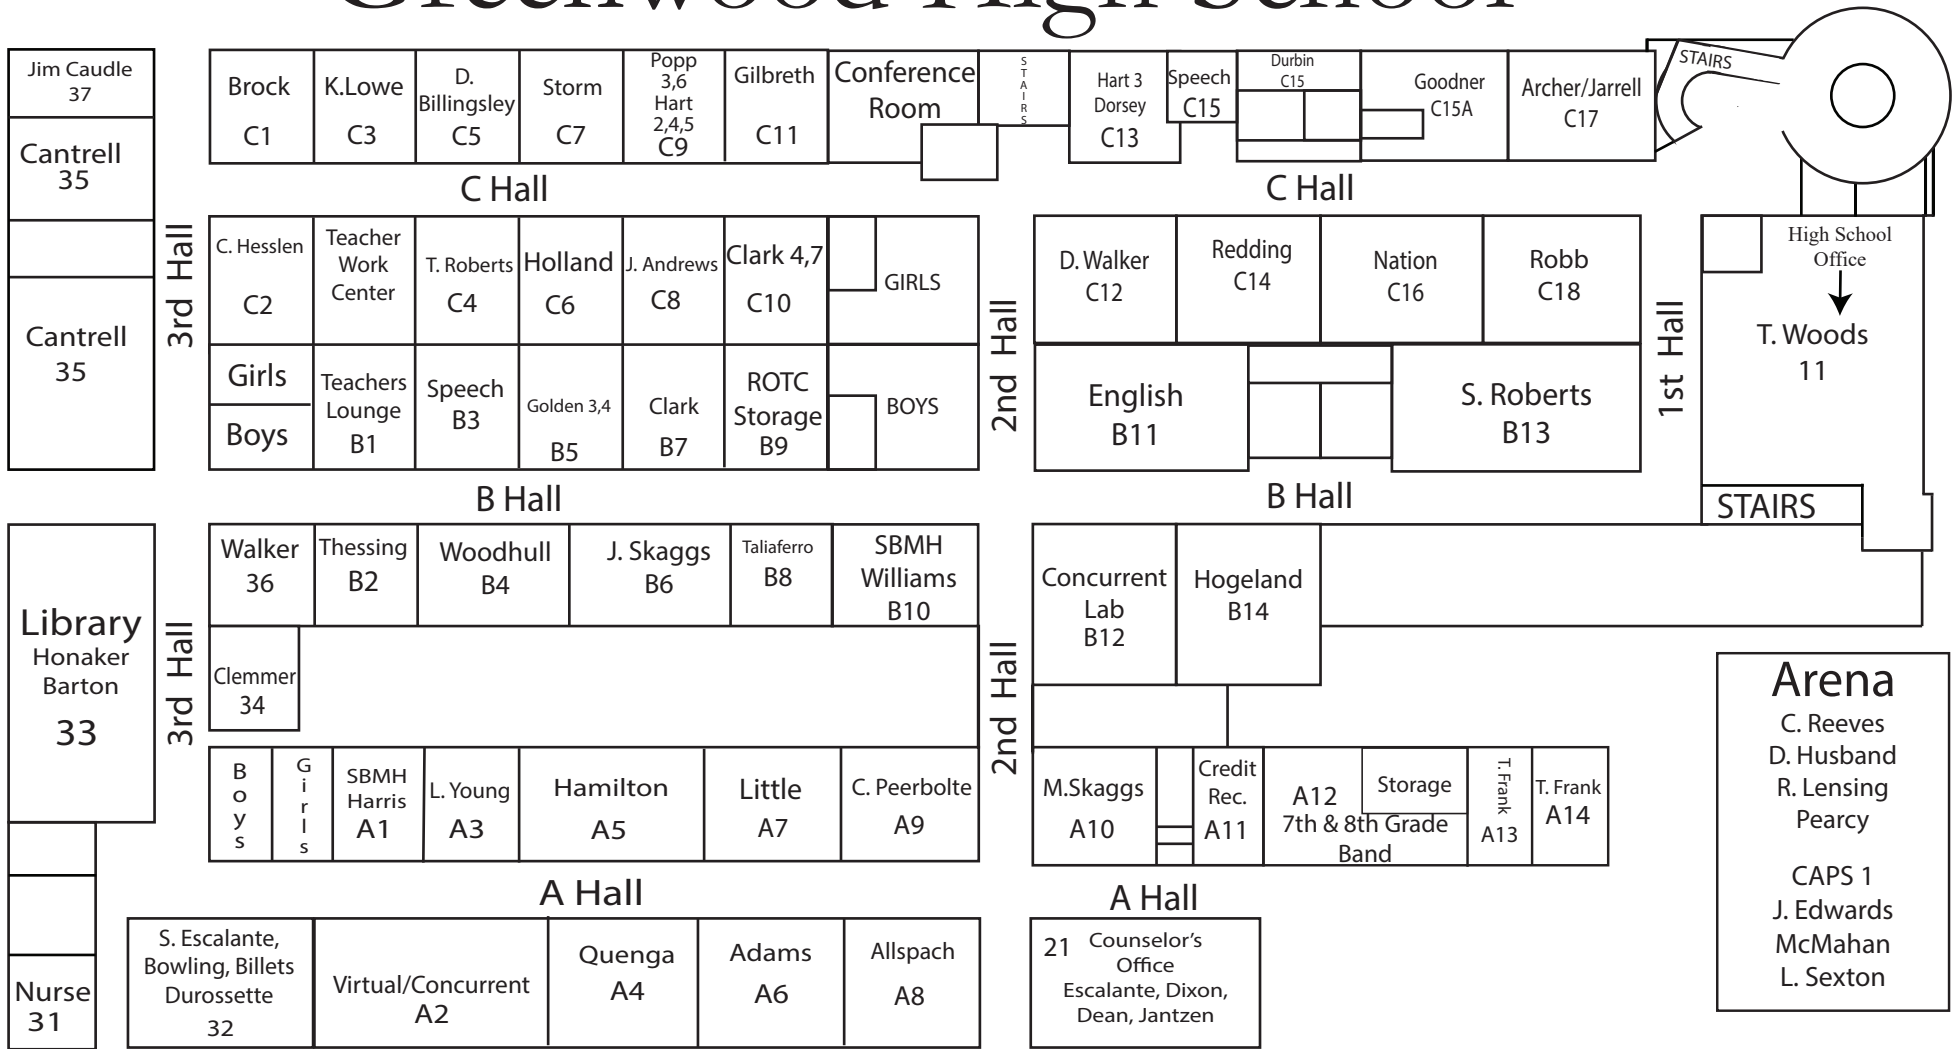 Greenwood High School
Jim Caudle
37
Cantrell
35
Cantrell
35
Brock
C1
K.Lowe
C3
D.
Billingsley
C5
Storm
C7
Popp
3,6
Hart
2,4,5
C9
Gilbreth
C11
Conference
Room
STAIRS
Hart 3
Dorsey
C13
Speech
C15
Durbin
C15
Goodner
C15A
Archer/Jarrell
C17
STAIRS
C Hall
C Hall
3rd Hall
C. Hesslen
C2
Teacher
Work
Center
T. Roberts
C4
Holland
C6
J. Andrews
C8
Clark 4,7
C10
GIRLS
2nd Hall
D. Walker
C12
Redding
C14
Nation
C16
Robb
C18
1st Hall
High School
Office
T. Woods
11
STAIRS
Girls
Boys
Teachers
Lounge
B1
Speech
B3
Golden 3,4
B5
Clark
B7
ROTC
Storage
B9
BOYS
English
B11
S. Roberts
B13
B Hall
B Hall
Library
Honaker
Barton
33
3rd Hall
Walker
36
Thessing
B2
Woodhull
B4
J. Skaggs
B6
Taliaferro
B8
SBMH
Williams
B10
Clemmer
34
2nd Hall
Concurrent
Lab
B12
Hogeland
B14
Boys
Girls
SBMH
Harris
A1
L. Young
A3
Hamilton
A5
Little
A7
C. Peerbolte
A9
M.Skaggs
A10
Credit
Rec.
A11
A12
7th & 8th Grade
Band
Storage
T. Frank
A13
T. Frank
A14
A Hall
A Hall
Nurse
31
S. Escalante,
Bowling, Billets
Durossette
32
Virtual/Concurrent
A2
Quenga
A4
Adams
A6
Allspach
A8
21
Counselor's
Office
Escalante, Dixon,
Dean, Jantzen
Arena
C. Reeves
D. Husband
R. Lensing
Pearcy
CAPS 1
J. Edwards
McMahan
L. Sexton